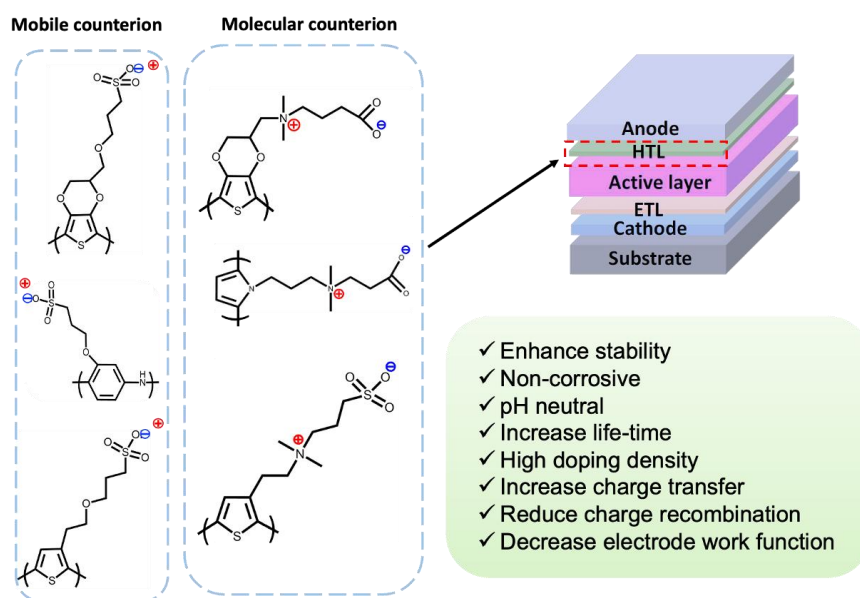 Mobile counterion
Molecular counterion
O
S
O
O
⊖
⊕
O
O
O
S
N
⊕
O
O
⊖
O
O
S
N
N
⊕
O
O
⊖
⊕
⊖
O
S
O
O
O
H
N
O
S
O
O
⊖
⊕
O
S
O
S
O
O
⊖
⊕
N
S
Anode
HTL
Active layer
ETL
Cathode
Substrate
✓ Enhance stability
✓ Non-corrosive
✓ pH neutral
✓ Increase life-time
✓ High doping density
✓ Increase charge transfer
✓ Reduce charge recombination
✓ Decrease electrode work function